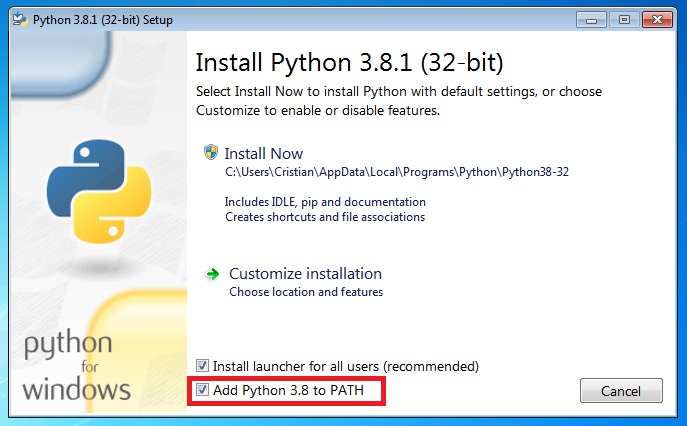 Python 3.8.1 (32-bit) Setup
Install Python 3.8.1 (32-bit)
Select Install Now to install Python with default settings, or choose
Customize to enable or disable features.
Install Now
C:\Users\Cristian\AppData\Local\Programs\Python\Python38-32
Includes IDLE, pip and documentation
Creates shortcuts and file associations
Customize installation
Choose location and features
python
for
windows
Install launcher for all users (recommended)
Add Python 3.8 to PATH
Cancel